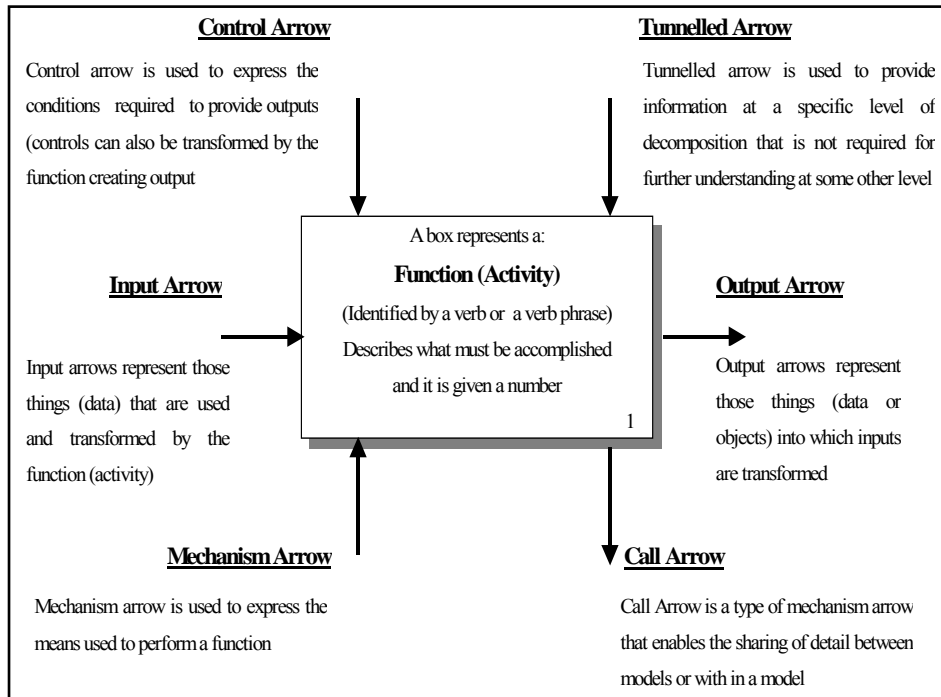 Control Arrow
Control arrow is used to express the
conditions required to provide outputs
(controls can also be transformed by the
function creating output
Tunnelled Arrow
Tunnelled arrow is used to provide
information at a specific level of
decomposition that is not required for
further understanding at some other level
A box represents a:
Function (Activity)
(Identified by a verb or a verb phrase)
Describes what must be accomplished
and it is given a number
1
Input Arrow
Input arrows represent those
things (data) that are used
and transformed by the
function (activity)
Output Arrow
Output arrows represent
those things (data or
objects) into which inputs
are transformed
Mechanism Arrow
Mechanism arrow is used to express the
means used to perform a function
Call Arrow
Call Arrow is a type of mechanism arrow
that enables the sharing of detail between
models or with in a model